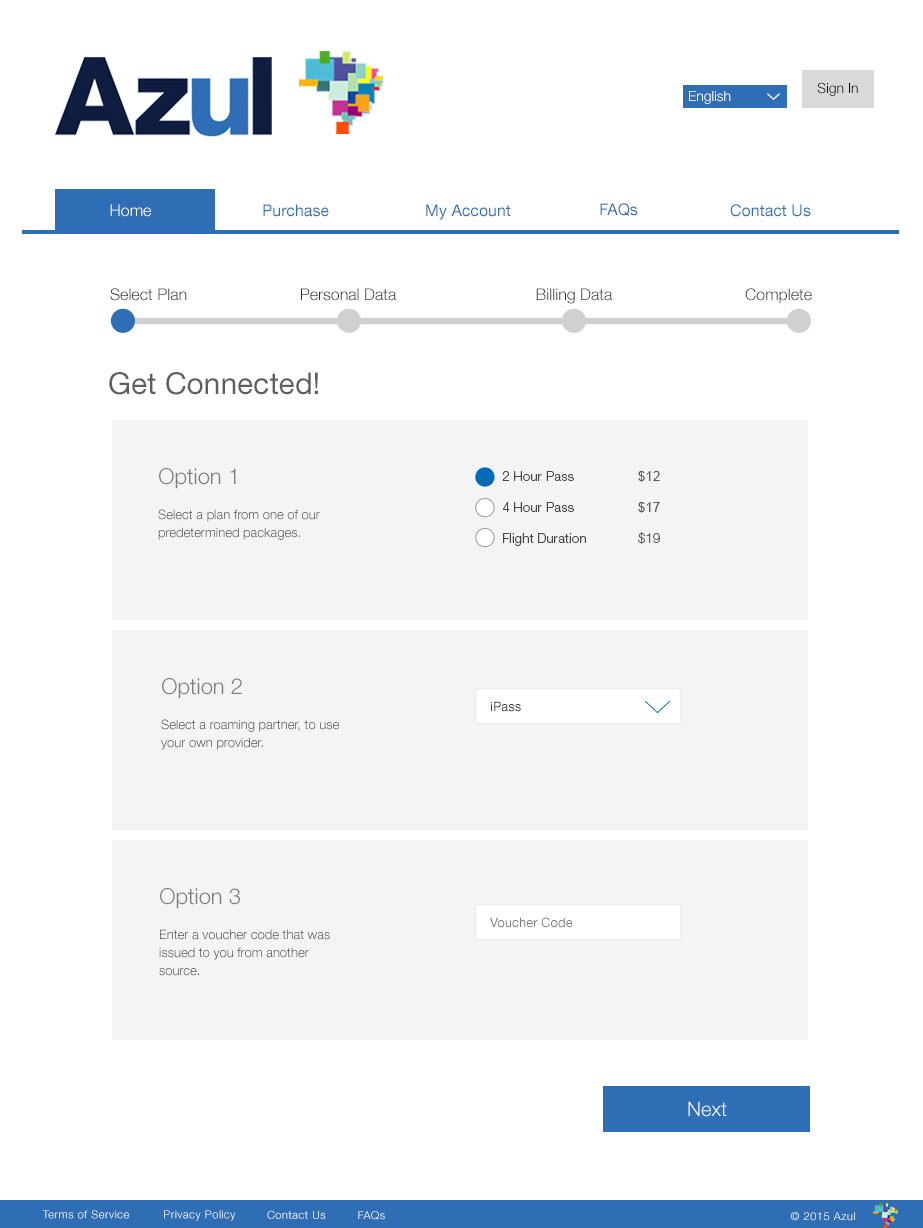 Azul
English
Sign In
Home
Purchase
My Account
FAQs
Contact Us
Select Plan
Personal Data
Billing Data
Complete
Get Connected!
Option 1
Select a plan from one of our
predetermined packages.
2 Hour Pass $12
4 Hour Pass $17
Flight Duration $19
Option 2
Select a roaming partner, to use
your own provider.
iPass
Option 3
Enter a voucher code that was
issued to you from another
source.
Voucher Code
Next
Terms of Service
Privacy Policy
Contact Us
FAQs
© 2015 Azul